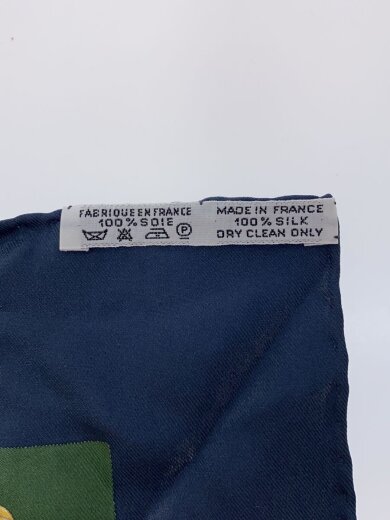 FABRIQUE EN FRANCE
100% SOIE
P
MADE IN FRANCE
100% SILK
DRY CLEAN ONLY